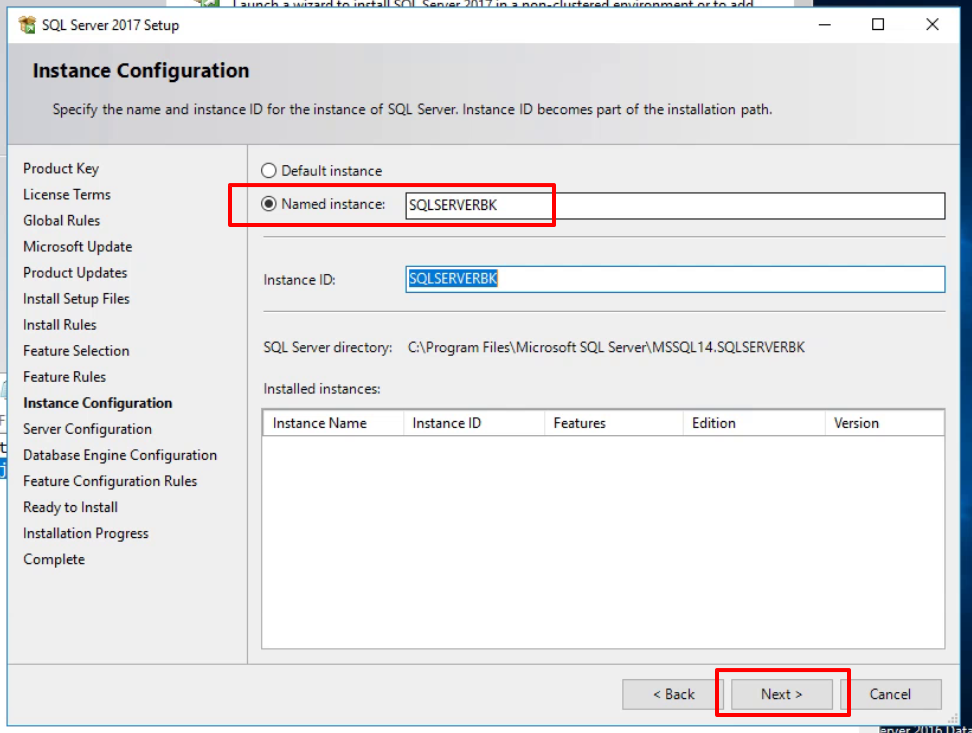 Launch a wizard to install SQL Server 2017 in a non-clustered environment or to add
SQL Server 2017 Setup
Instance Configuration
Specify the name and instance ID for the instance of SQL Server. Instance ID becomes part of the installation path.
Product Key
License Terms
Global Rules
Microsoft Update
Product Updates
Install Setup Files
Install Rules
Feature Selection
Feature Rules
Instance Configuration
Server Configuration
Database Engine Configuration
Feature Configuration Rules
Ready to Install
Installation Progress
Complete
Default instance
Named instance: SQLSERVERBK
Instance ID: SQLSERVERBK
SQL Server directory: C:\Program Files\Microsoft SQL Server\MSSQL14.SQLSERVERBK
Installed instances:
Instance Name Instance ID Features Edition Version
< Back Next > Cancel
erver 2016 Data